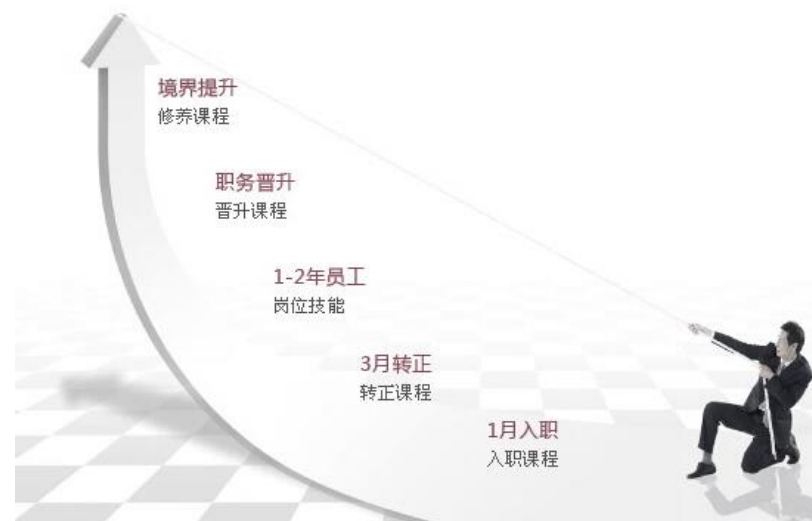 境界提升
修养课程
职务晋升
晋升课程
1-2年员工
岗位技能
3月转正
转正课程
1月入职
入职课程